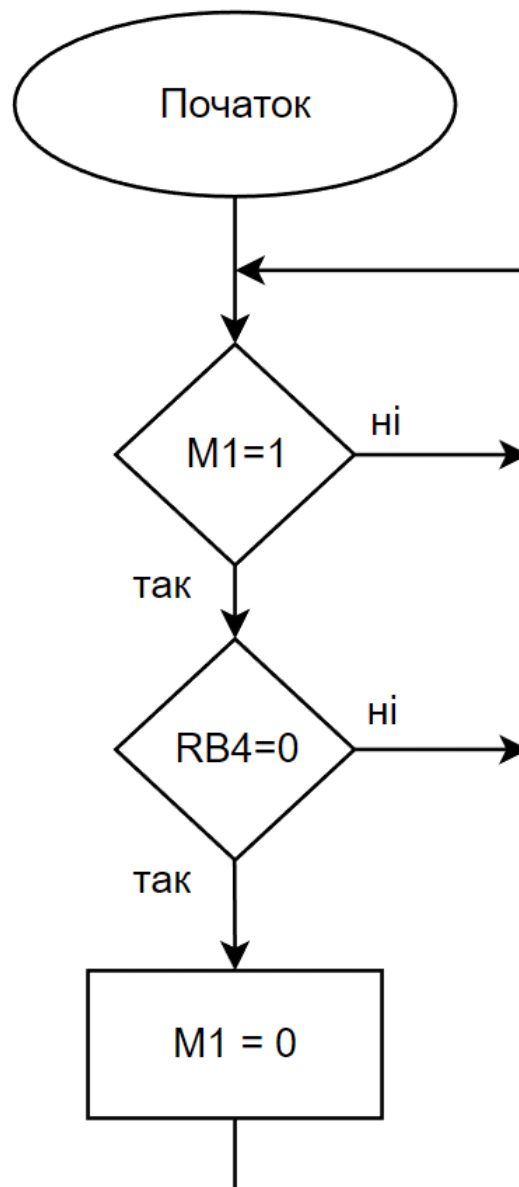 Початок
M1=1
ні
так
RB4=0
ні
так
M1 = 0